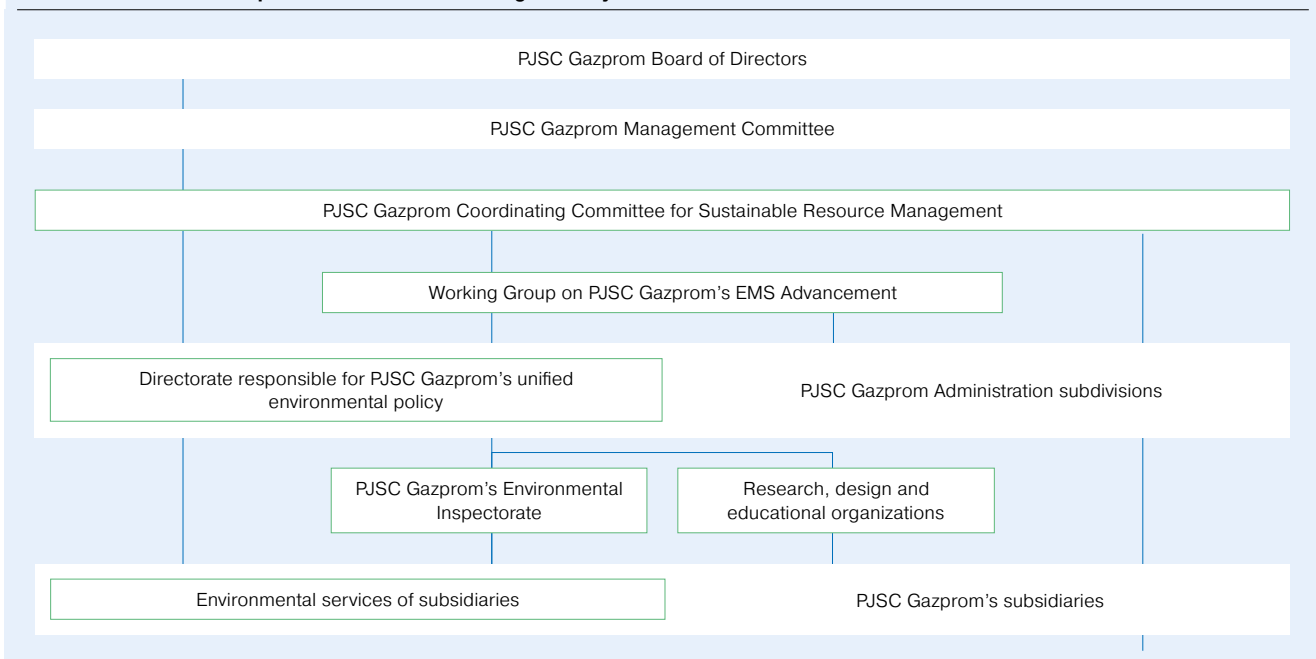 PJSC Gazprom Board of Directors
PJSC Gazprom Management Committee
PJSC Gazprom Coordinating Committee for Sustainable Resource Management
Working Group on PJSC Gazprom's EMS Advancement
Directorate responsible for PJSC Gazprom's unified
environmental policy
PJSC Gazprom Administration subdivisions
PJSC Gazprom's Environmental
Inspectorate
Research, design and
educational organizations
Environmental services of subsidiaries
PJSC Gazprom's subsidiaries